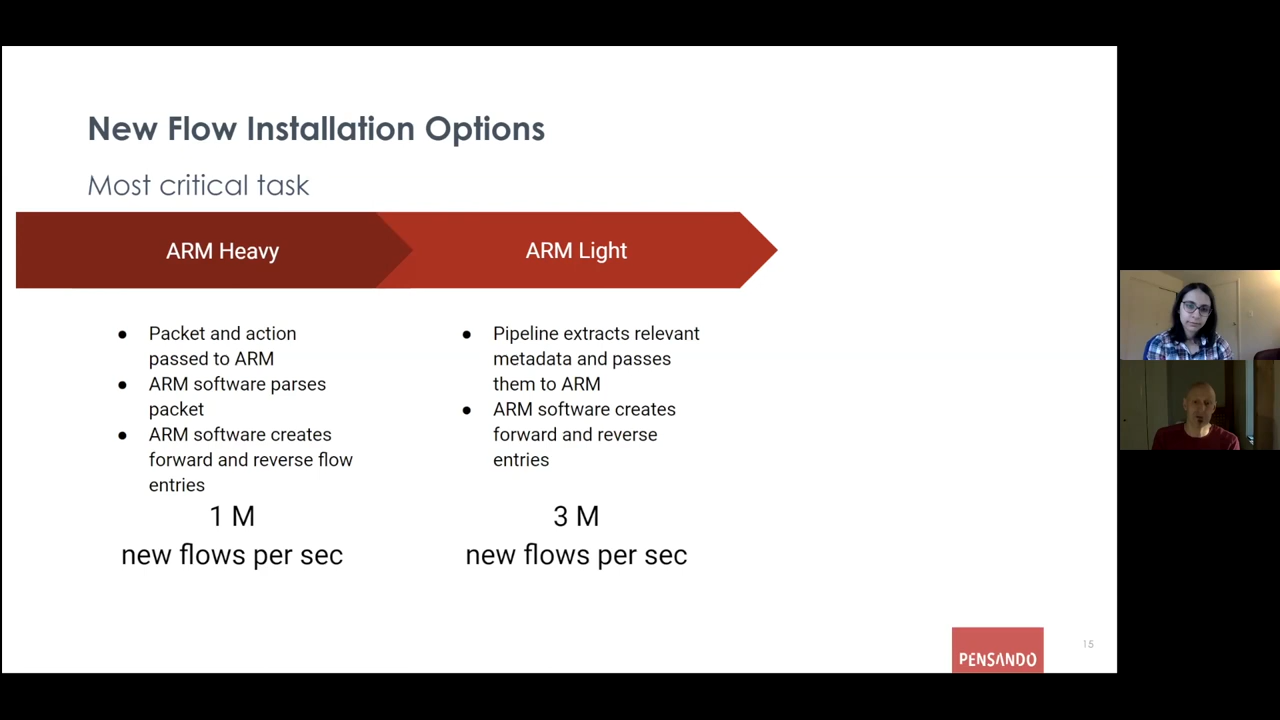 New Flow Installation Options
Most critical task
ARM Heavy
ARM Light
● Packet and action
passed to ARM
● ARM software parses
packet
● ARM software creates
forward and reverse flow
entries
1 M
new flows per sec
● Pipeline extracts relevant
metadata and passes
them to ARM
● ARM software creates
forward and reverse
entries
3 M
new flows per sec
PENSANDO
15